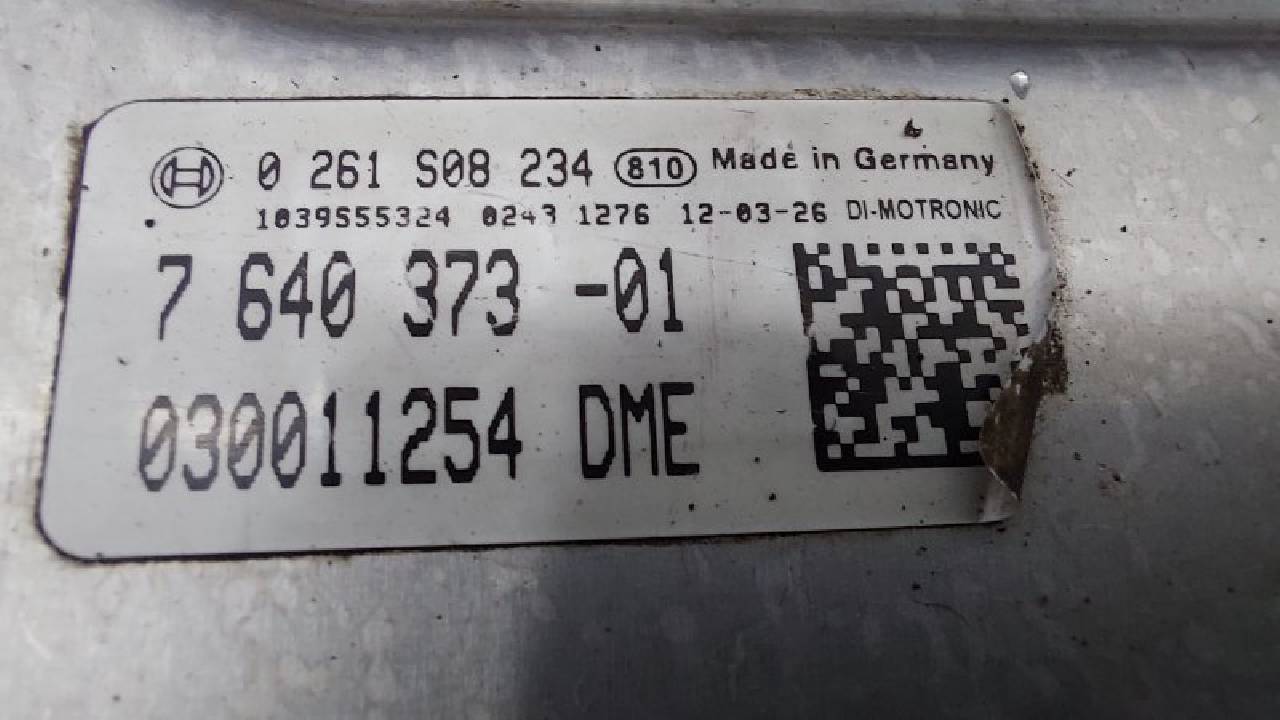 0 261 S08 234 810 Made in Germany
1039S55324 0243 1276 12-03-26 DI-MOTRONIC
7 640 373 -01
030011254 DME